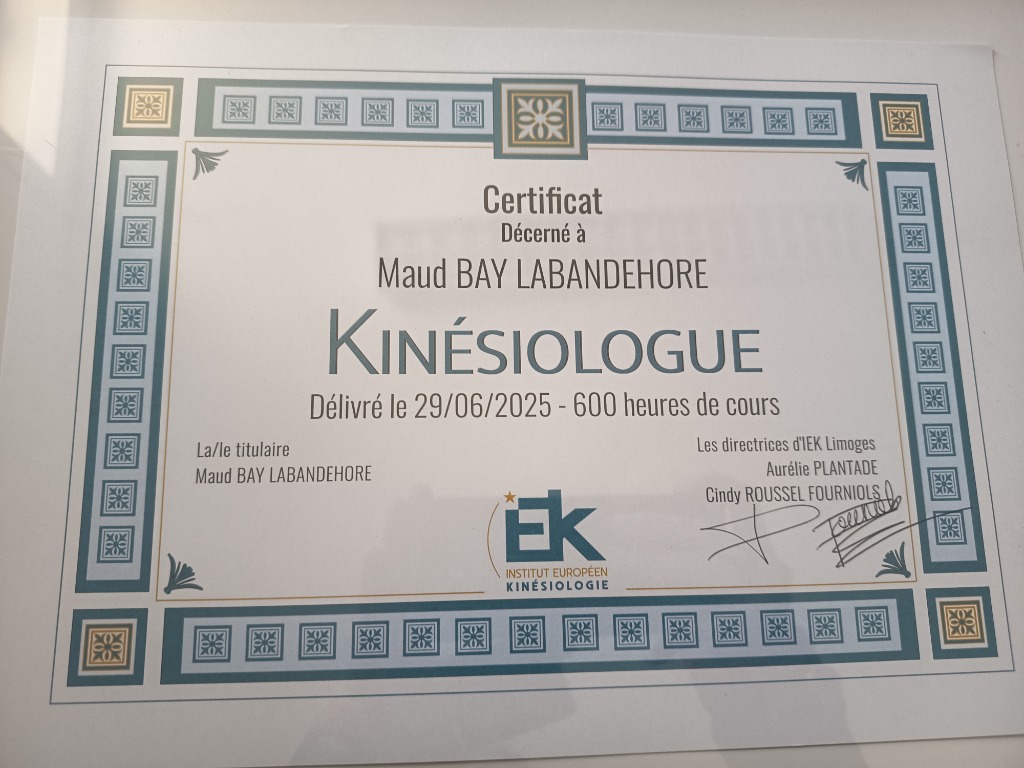 Certificat
Décerné à
Maud BAY LABANDEHORE
KINÉSIOLOGUE
Délivré le 29/06/2025 - 600 heures de cours
La/le titulaire
Maud BAY LABANDEHORE
Les directrices d'IEK Limoges
Aurélie PLANTADE
Cindy ROUSSEL FOURNIOLS
iEK
INSTITUT EUROPÉEN
KINÉSIOLOGIE